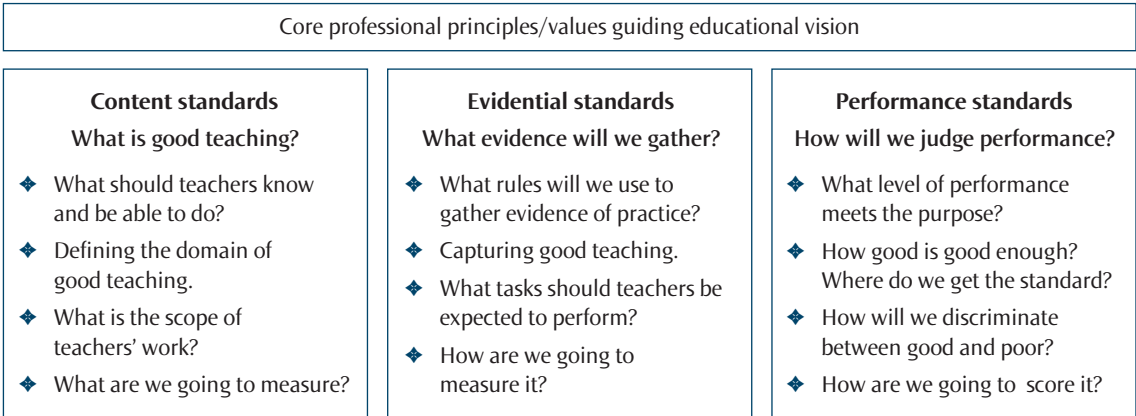 Core professional principles/values guiding educational vision
Content standards
What is good teaching?
❖ What should teachers know
and be able to do?
❖ Defining the domain of
good teaching.
❖ What is the scope of
teachers’ work?
❖ What are we going to measure?
Evidential standards
What evidence will we gather?
❖ What rules will we use to
gather evidence of practice?
❖ Capturing good teaching.
❖ What tasks should teachers be
expected to perform?
❖ How are we going to
measure it?
Performance standards
How will we judge performance?
❖ What level of performance
meets the purpose?
❖ How good is good enough?
Where do we get the standard?
❖ How will we discriminate
between good and poor?
❖ How are we going to score it?